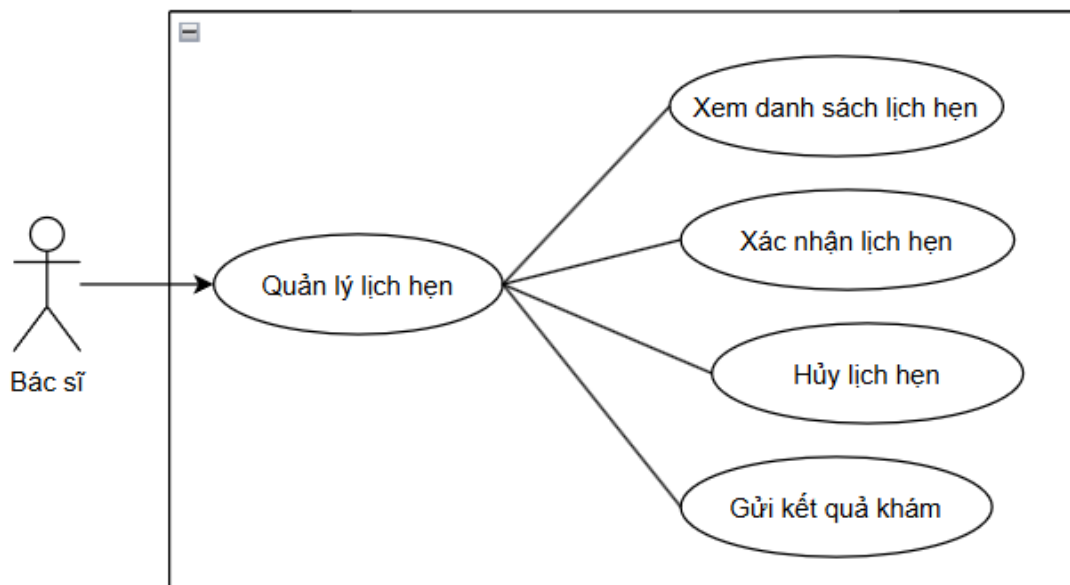 Xem danh sách lịch hẹn
Xác nhận lịch hẹn
Quản lý lịch hẹn
Hủy lịch hẹn
Bác sĩ
Gửi kết quả khám